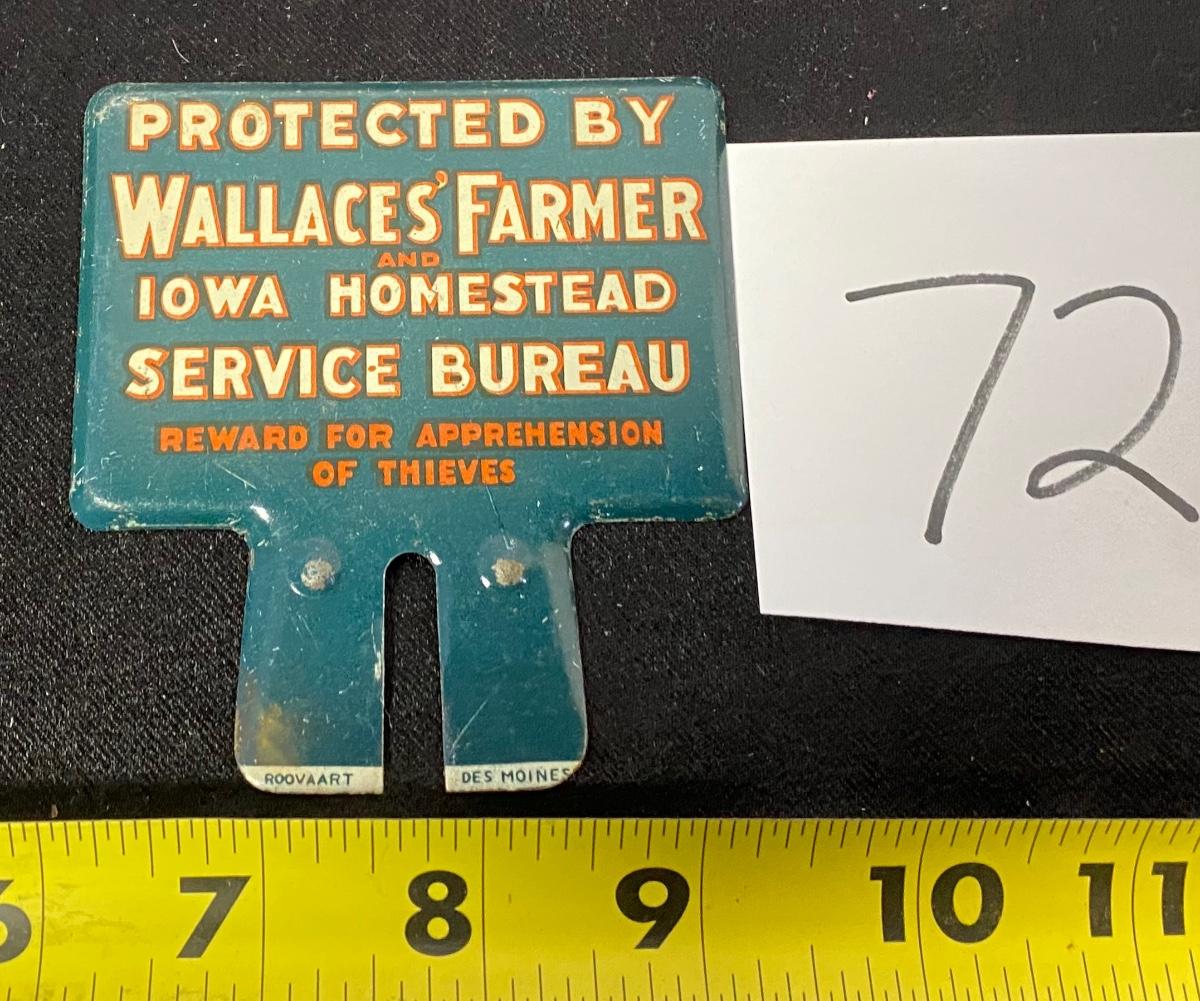 PROTECTED BY
WALLACES' FARMER
AND
IOWA HOMESTEAD
SERVICE BUREAU
REWARD FOR APPREHENSION
OF THIEVES
ROOVAART DES MOINES
72
6 7 8 9 10 11